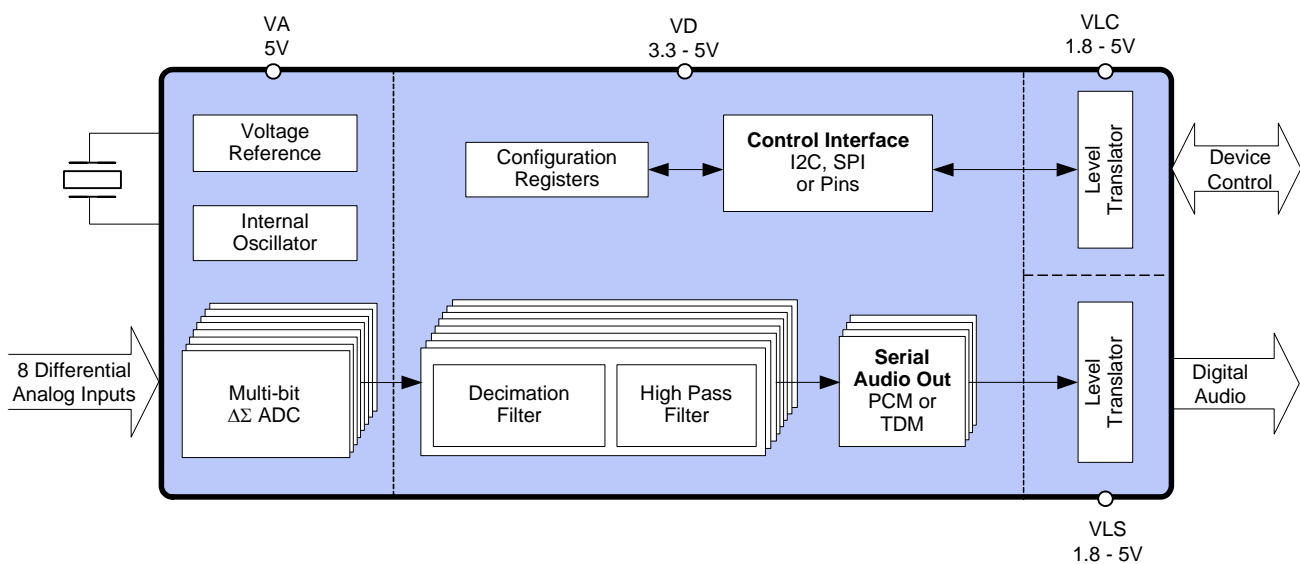 VA
5V
VD
3.3 - 5V
VLC
1.8 - 5V
Voltage
Reference
Internal
Oscillator
Configuration
Registers
Control Interface
I2C, SPI
or Pins
Level
Translator
Device
Control
8 Differential
Analog Inputs
Multi-bit
ΔΣ ADC
Decimation
Filter
High Pass
Filter
Serial
Audio Out
PCM or
TDM
Level
Translator
Digital
Audio
VLS
1.8 - 5V